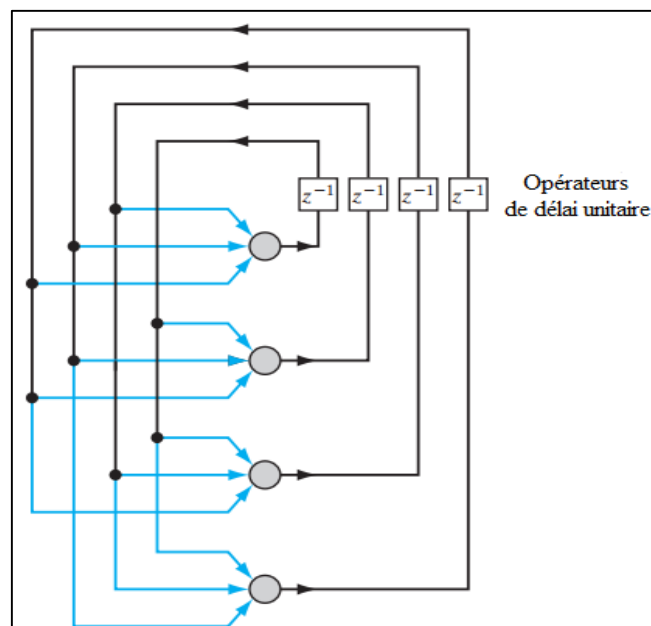 z⁻¹ z⁻¹ z⁻¹ z⁻¹
Opérateurs
de délai unitaire